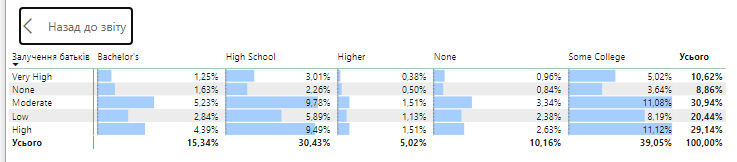 Назад до звіту
Залучення батьків Bachelor's High School Higher None Some College Усього
Very High 1,25% 3,01% 0,38% 0,96% 5,02% 10,62%
None 1,63% 2,26% 0,50% 0,84% 3,64% 8,86%
Moderate 5,23% 9,78% 1,51% 3,34% 11,08% 30,94%
Low 2,84% 5,89% 1,13% 2,38% 8,19% 20,44%
High 4,39% 9,49% 1,51% 2,63% 11,12% 29,14%
Усього 15,34% 30,43% 5,02% 10,16% 39,05% 100,00%